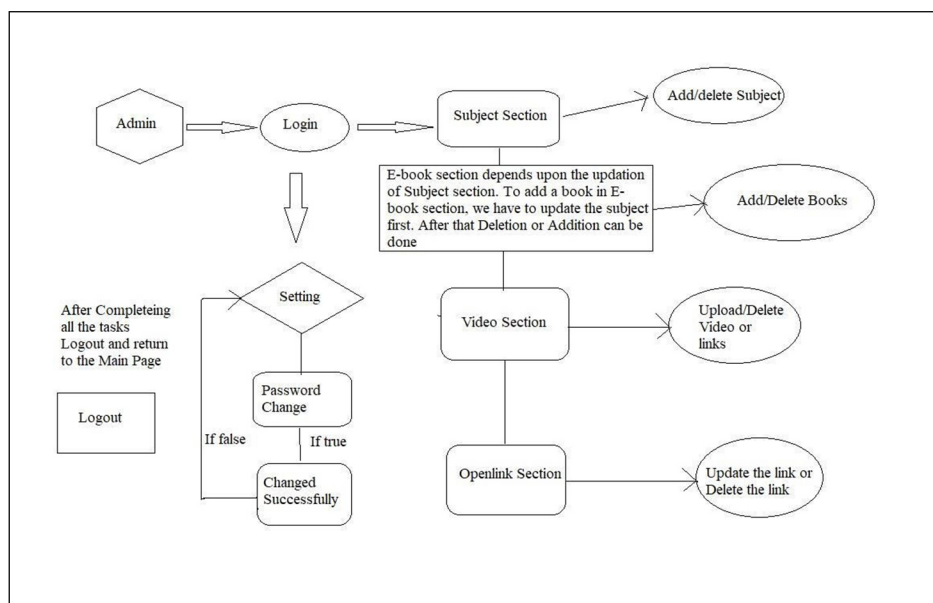 Admin
Login
Subject Section
Add/delete Subject
E-book section depends upon the updation
of Subject section. To add a book in E-
book section, we have to update the subject
first. After that Deletion or Addition can be
done
Add/Delete Books
Setting
After Completeing
all the tasks
Logout and return
to the Main Page
Video Section
Upload/Delete
Video or
links
Password
Change
Logout
If false
If true
Changed
Successfully
Openlink Section
Update the link or
Delete the link